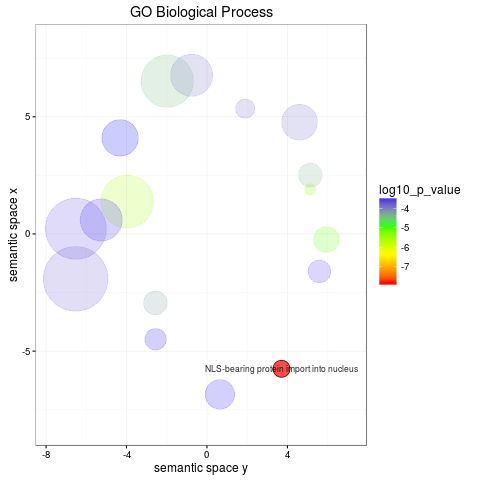 GO Biological Process
5
0
-5
semantic space x
-8
-4
0
4
semantic space y
NLS-bearing protein import into nucleus
log10_p_value
-4
-5
-6
-7